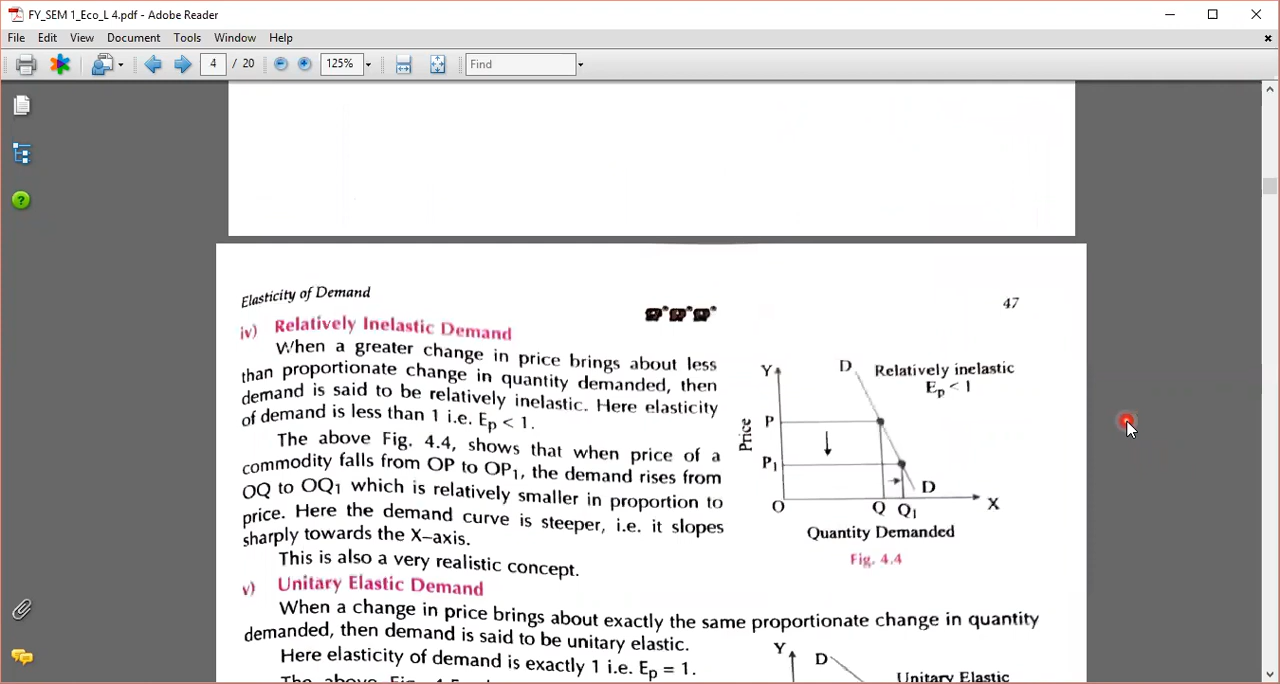 FY_SEM 1_Eco_L 4.pdf - Adobe Reader
File Edit View Document Tools Window Help
4 / 20 125% Find
Elasticity of Demand
47
iv) Relatively Inelastic Demand
When a greater change in price brings about less
than proportionate change in quantity demanded, then
demand is said to be relatively inelastic. Here elasticity
of demand is less than 1 i.e. Ep < 1.
The above Fig. 4.4, shows that when price of a
commodity falls from OP to OP1, the demand rises from
OQ to OQ1 which is relatively smaller in proportion to
price. Here the demand curve is steeper, i.e. it slopes
sharply towards the X–axis.
This is also a very realistic concept.
Y
D
Relatively inelastic
Ep < 1
Price
P
P1
D
O
Q Q1
X
Quantity Demanded
Fig. 4.4
v) Unitary Elastic Demand
When a change in price brings about exactly the same proportionate change in quantity
demanded, then demand is said to be unitary elastic.
Here elasticity of demand is exactly 1 i.e. Ep = 1.
Y
D
Unitary Elastic